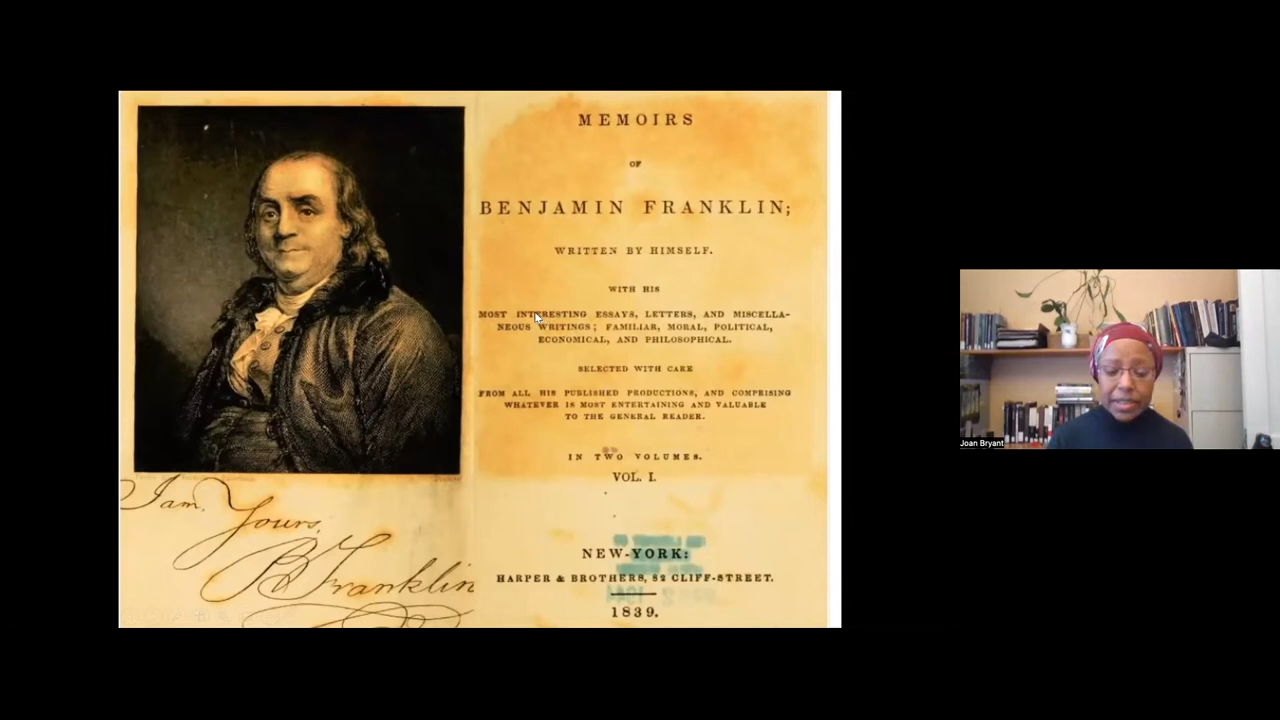 MEMOIRS
OF
BENJAMIN FRANKLIN;
WRITTEN BY HIMSELF.
WITH HIS
MOST INTERESTING ESSAYS, LETTERS, AND MISCELLA-
NEOUS WRITINGS; FAMILIAR, MORAL, POLITICAL,
ECONOMICAL, AND PHILOSOPHICAL.
SELECTED WITH CARE
FROM ALL HIS PUBLISHED PRODUCTIONS, AND COMPRISING
WHATEVER IS MOST ENTERTAINING AND VALUABLE
TO THE GENERAL READER.
IN TWO VOLUMES.
VOL. I.
NEW-YORK:
HARPER & BROTHERS, 82 CLIFF-STREET.
1839.
I am,
Yours,
B Franklin
Joan Bryant